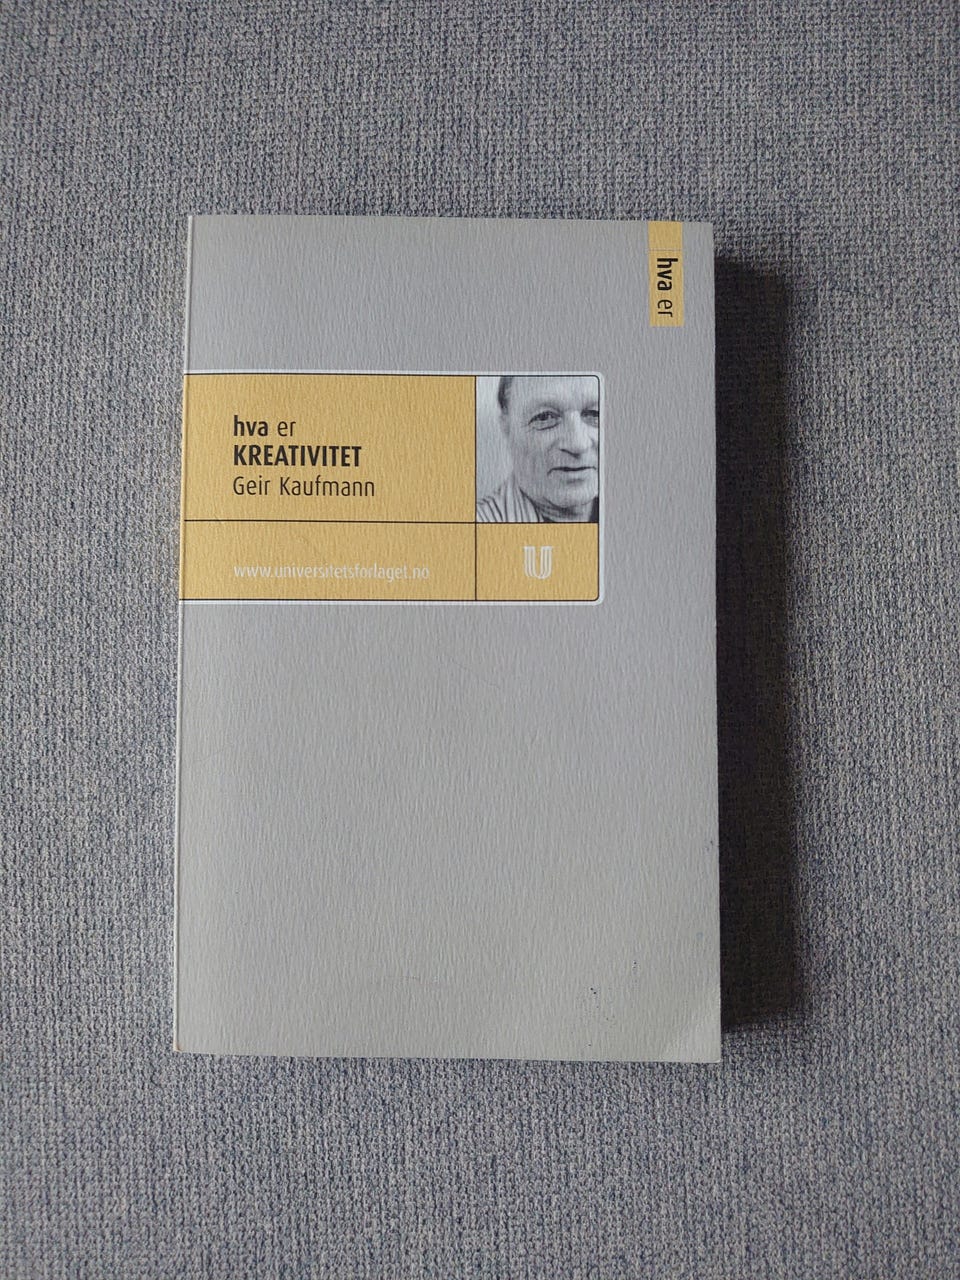 hva er
hva er
KREATIVITET
Geir Kaufmann
www.universitetsforlaget.no
U